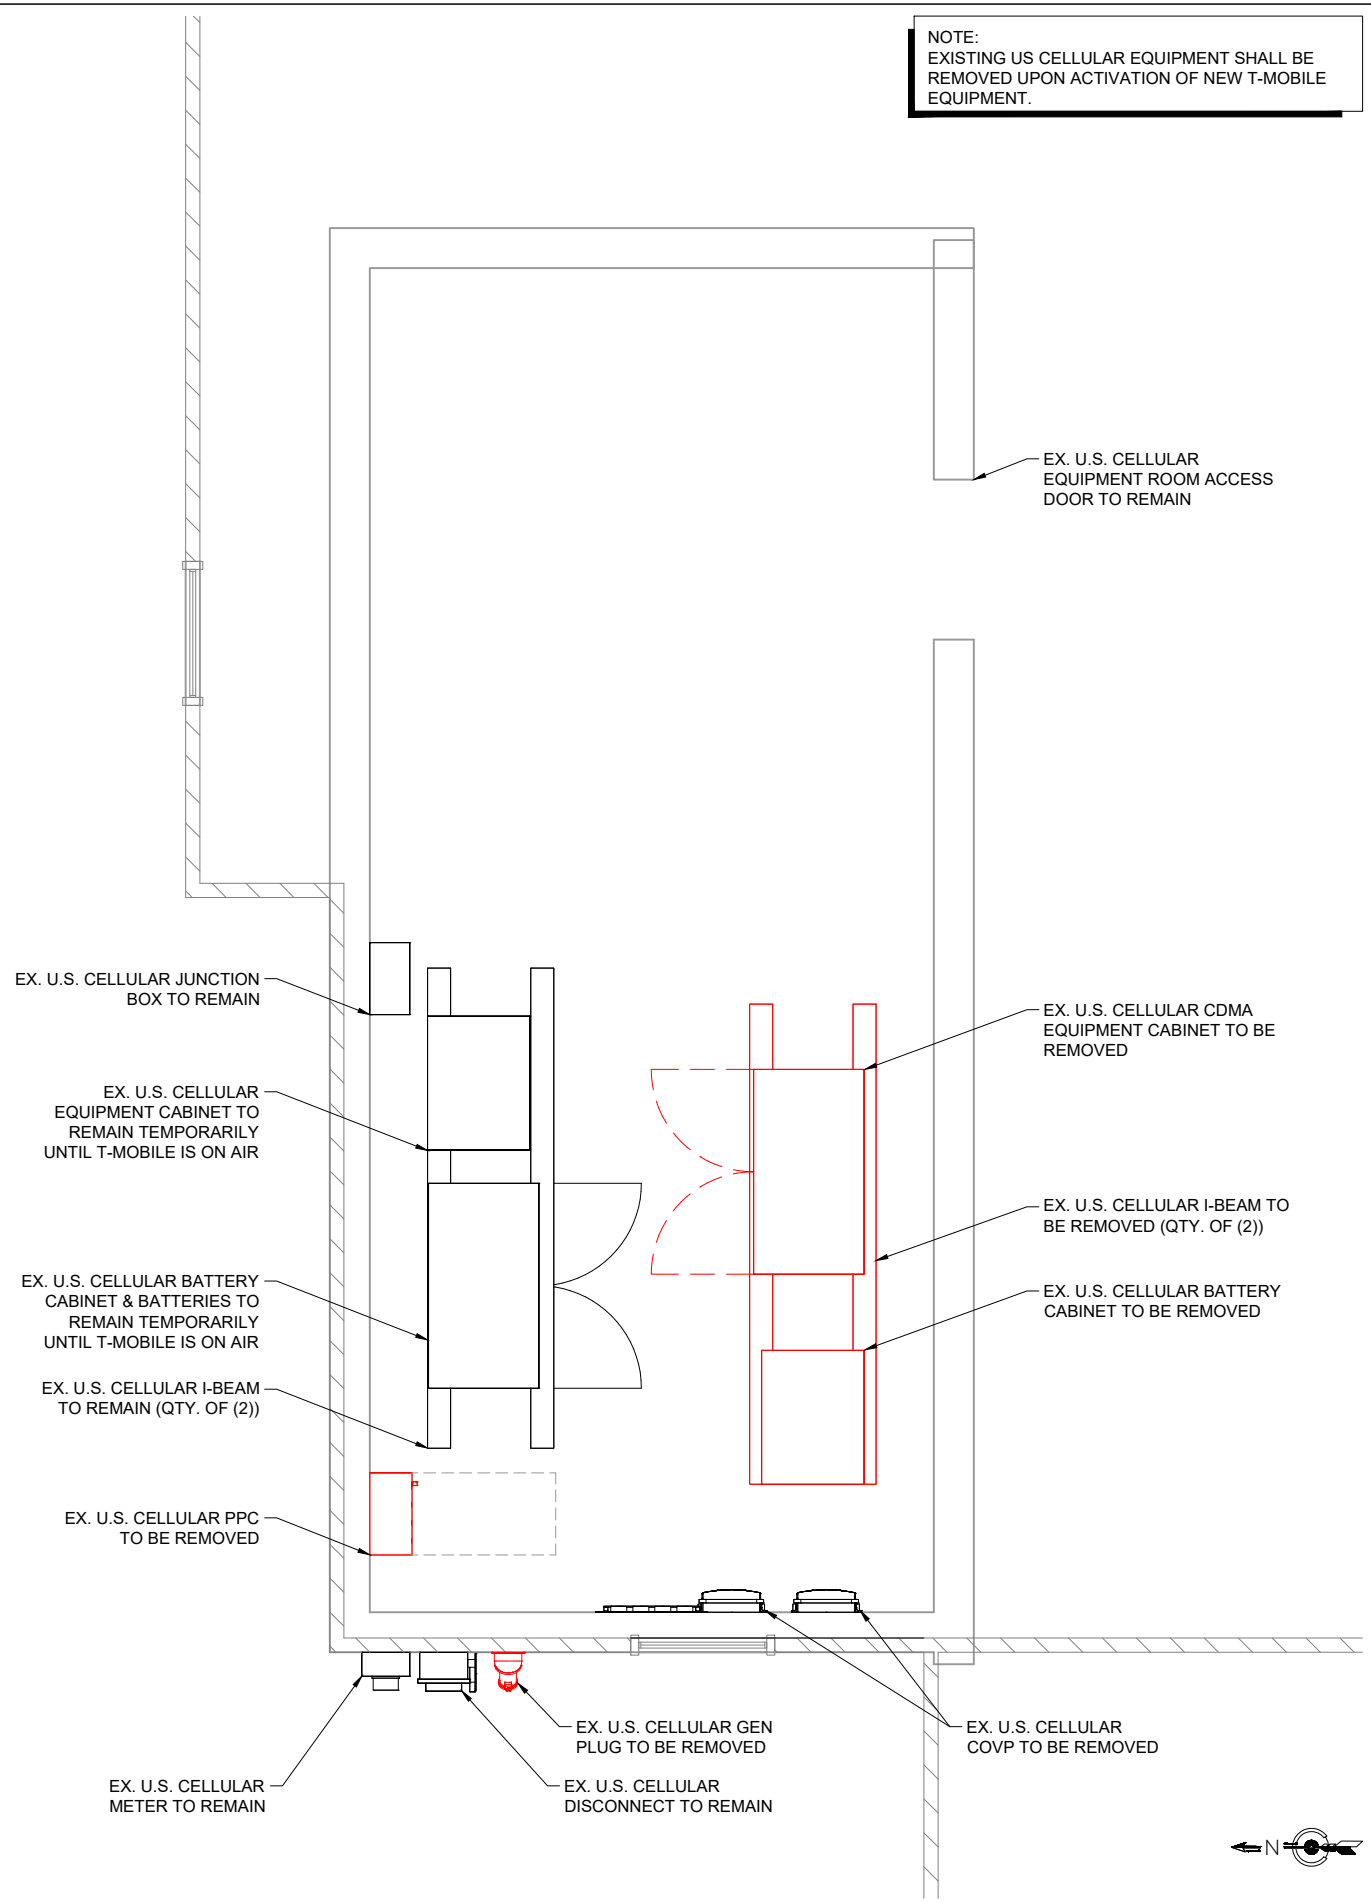 NOTE:
EXISTING US CELLULAR EQUIPMENT SHALL BE
REMOVED UPON ACTIVATION OF NEW T-MOBILE
EQUIPMENT.
EX. U.S. CELLULAR
EQUIPMENT ROOM ACCESS
DOOR TO REMAIN
EX. U.S. CELLULAR JUNCTION
BOX TO REMAIN
EX. U.S. CELLULAR
EQUIPMENT CABINET TO
REMAIN TEMPORARILY
UNTIL T-MOBILE IS ON AIR
EX. U.S. CELLULAR BATTERY
CABINET & BATTERIES TO
REMAIN TEMPORARILY
UNTIL T-MOBILE IS ON AIR
EX. U.S. CELLULAR I-BEAM
TO REMAIN (QTY. OF (2))
EX. U.S. CELLULAR PPC
TO BE REMOVED
EX. U.S. CELLULAR CDMA
EQUIPMENT CABINET TO BE
REMOVED
EX. U.S. CELLULAR I-BEAM TO
BE REMOVED (QTY. OF (2))
EX. U.S. CELLULAR BATTERY
CABINET TO BE REMOVED
EX. U.S. CELLULAR GEN
PLUG TO BE REMOVED
EX. U.S. CELLULAR
COVP TO BE REMOVED
EX. U.S. CELLULAR
METER TO REMAIN
EX. U.S. CELLULAR
DISCONNECT TO REMAIN
N